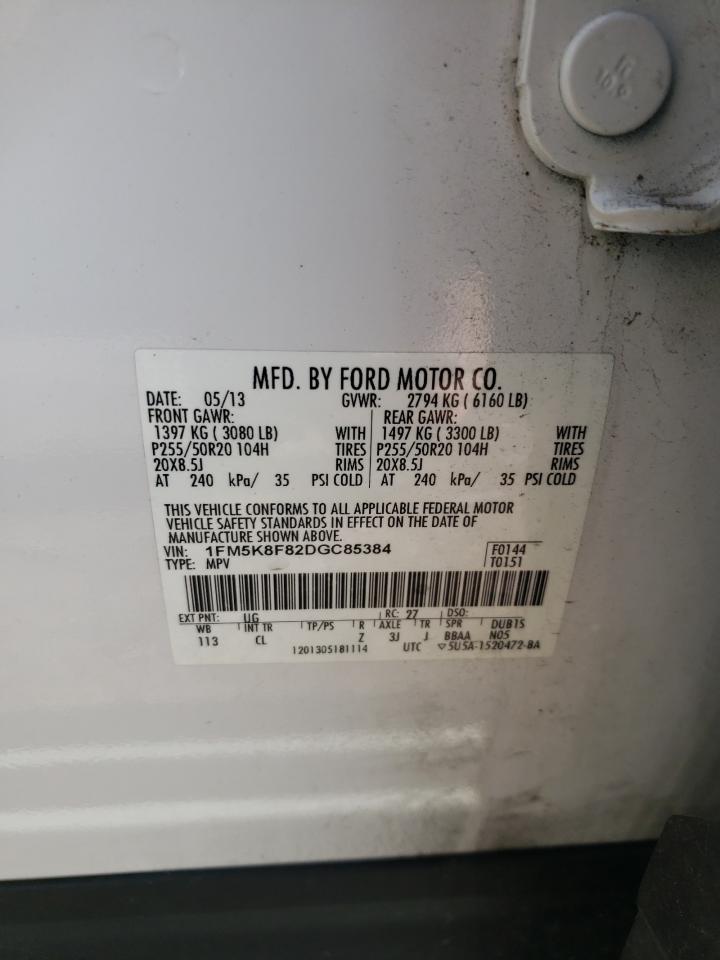 MFD. BY FORD MOTOR CO.
DATE: 05/13 GVWR: 2794 KG ( 6160 LB)
FRONT GAWR: REAR GAWR:
1397 KG ( 3080 LB) WITH 1497 KG ( 3300 LB) WITH
P255/50R20 104H TIRES P255/50R20 104H TIRES
20X8.5J RIMS 20X8.5J RIMS
AT 240 kPa/ 35 PSI COLD AT 240 kPa/ 35 PSI COLD
THIS VEHICLE CONFORMS TO ALL APPLICABLE FEDERAL MOTOR
VEHICLE SAFETY STANDARDS IN EFFECT ON THE DATE OF
MANUFACTURE SHOWN ABOVE.
VIN: 1FM5K8F82DGC85384 F0144
TYPE: MPV T0151
EXT PNT: UG RC: 27 DSO:
WB INT TR TP/PS R AXLE TR SPR DUB1S
113 CL Z 3J J BBAA N05
1201305181114 UTC ▽5U5A-1520472-BA